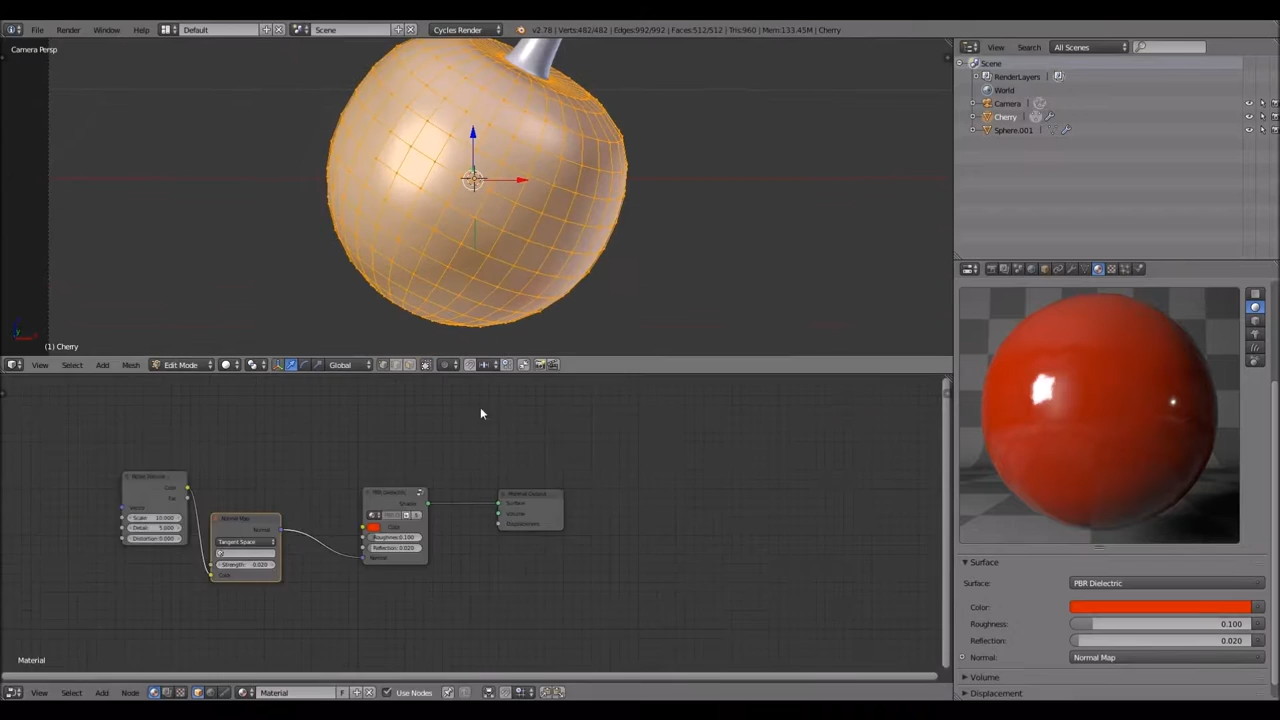 File Render Window Help Default Scene Cycles Render v2.78 | Verts:482/482 | Edges:992/992 | Faces:512/512 | Tris:960 | Mem:133.45M | Cherry
Camera Persp
View Search All Scenes
Scene
RenderLayers
World
Camera
Cherry
Sphere.001
(1) Cherry
View Select Add Mesh Edit Mode Global
Color
Fac
Vector
Scale: 10.000
Detail: 5.000
Distortion: 0.000
Normal Map
Normal
Tangent Space
Strength: 0.020
Color
PBR Dielectric
Shader
Color
Roughness: 0.100
Reflection: 0.020
Normal
Material Output
Surface
Volume
Displacement
Material
View Select Add Node Material F Use Nodes
Surface
Surface: PBR Dielectric
Color:
Roughness: 0.100
Reflection: 0.020
Normal: Normal Map
Volume
Displacement